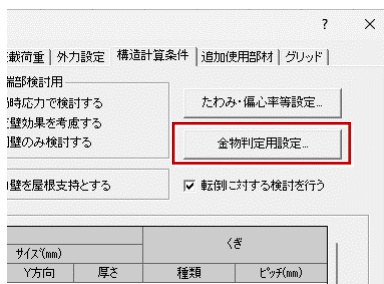 ? ×
載荷重 外力設定 構造計算条件 追加使用部材 グリッド
端部検討用
時応力で検討する
壁効果を考慮する
壁のみ検討する
たわみ・偏心率等設定...
金物判定用設定...
壁を屋根支持とする
転倒に対する検討を行う
サイズ(mm)
くぎ
Y方向 厚さ 種類 ピッチ(mm)